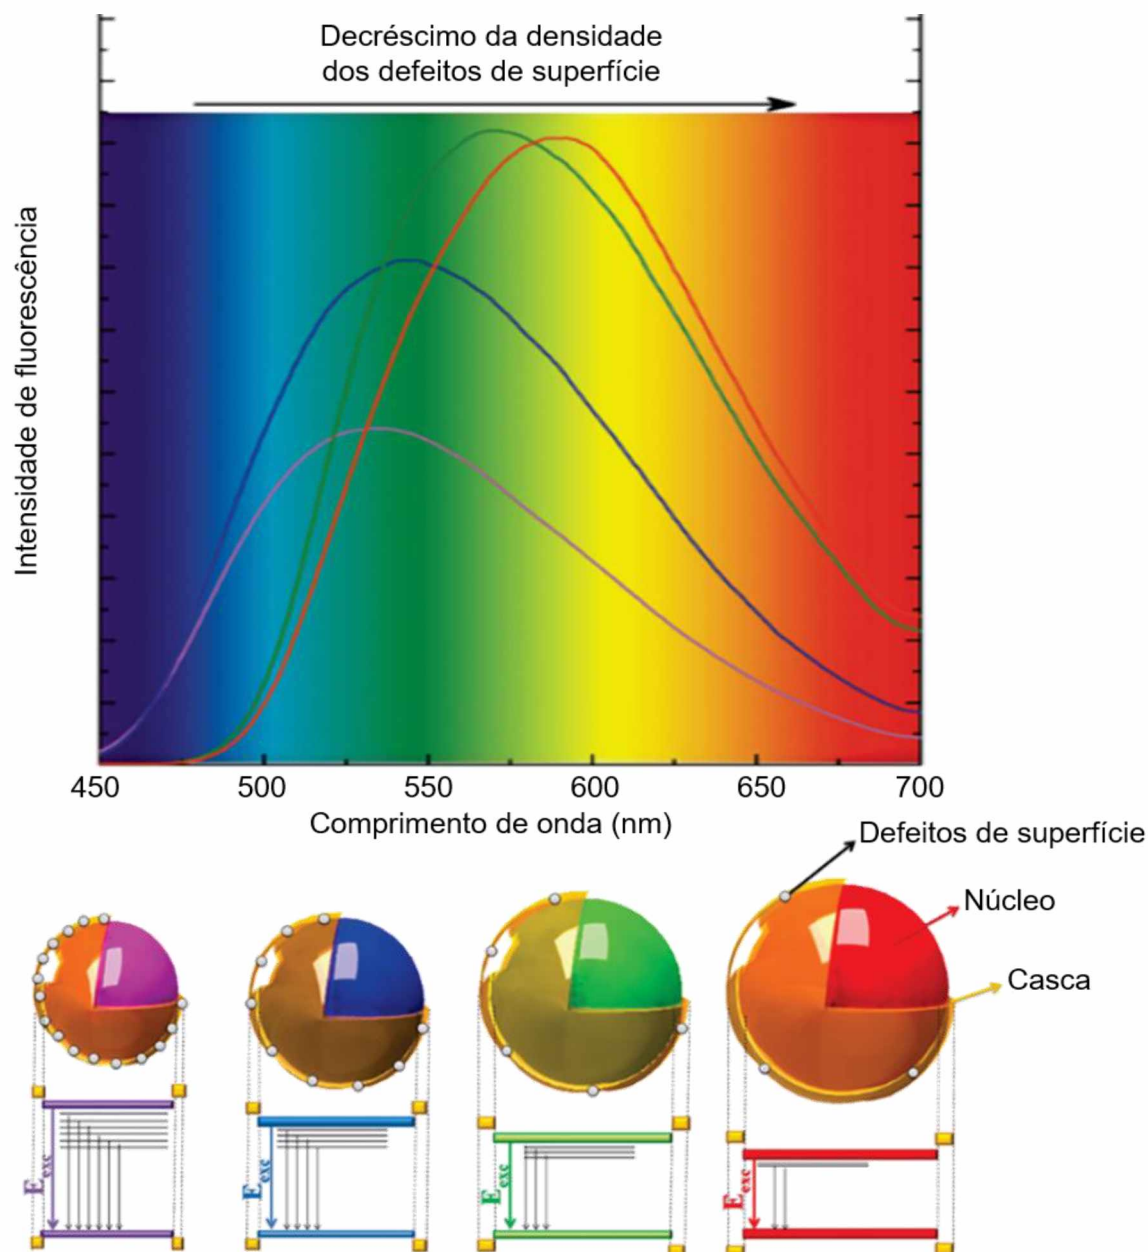 Decréscimo da densidade
dos defeitos de superfície
Intensidade de fluorescência
450 500 550 600 650 700
Comprimento de onda (nm)
Defeitos de superfície
Núcleo
Casca
Eexc
Eexc
Eexc
Eexc